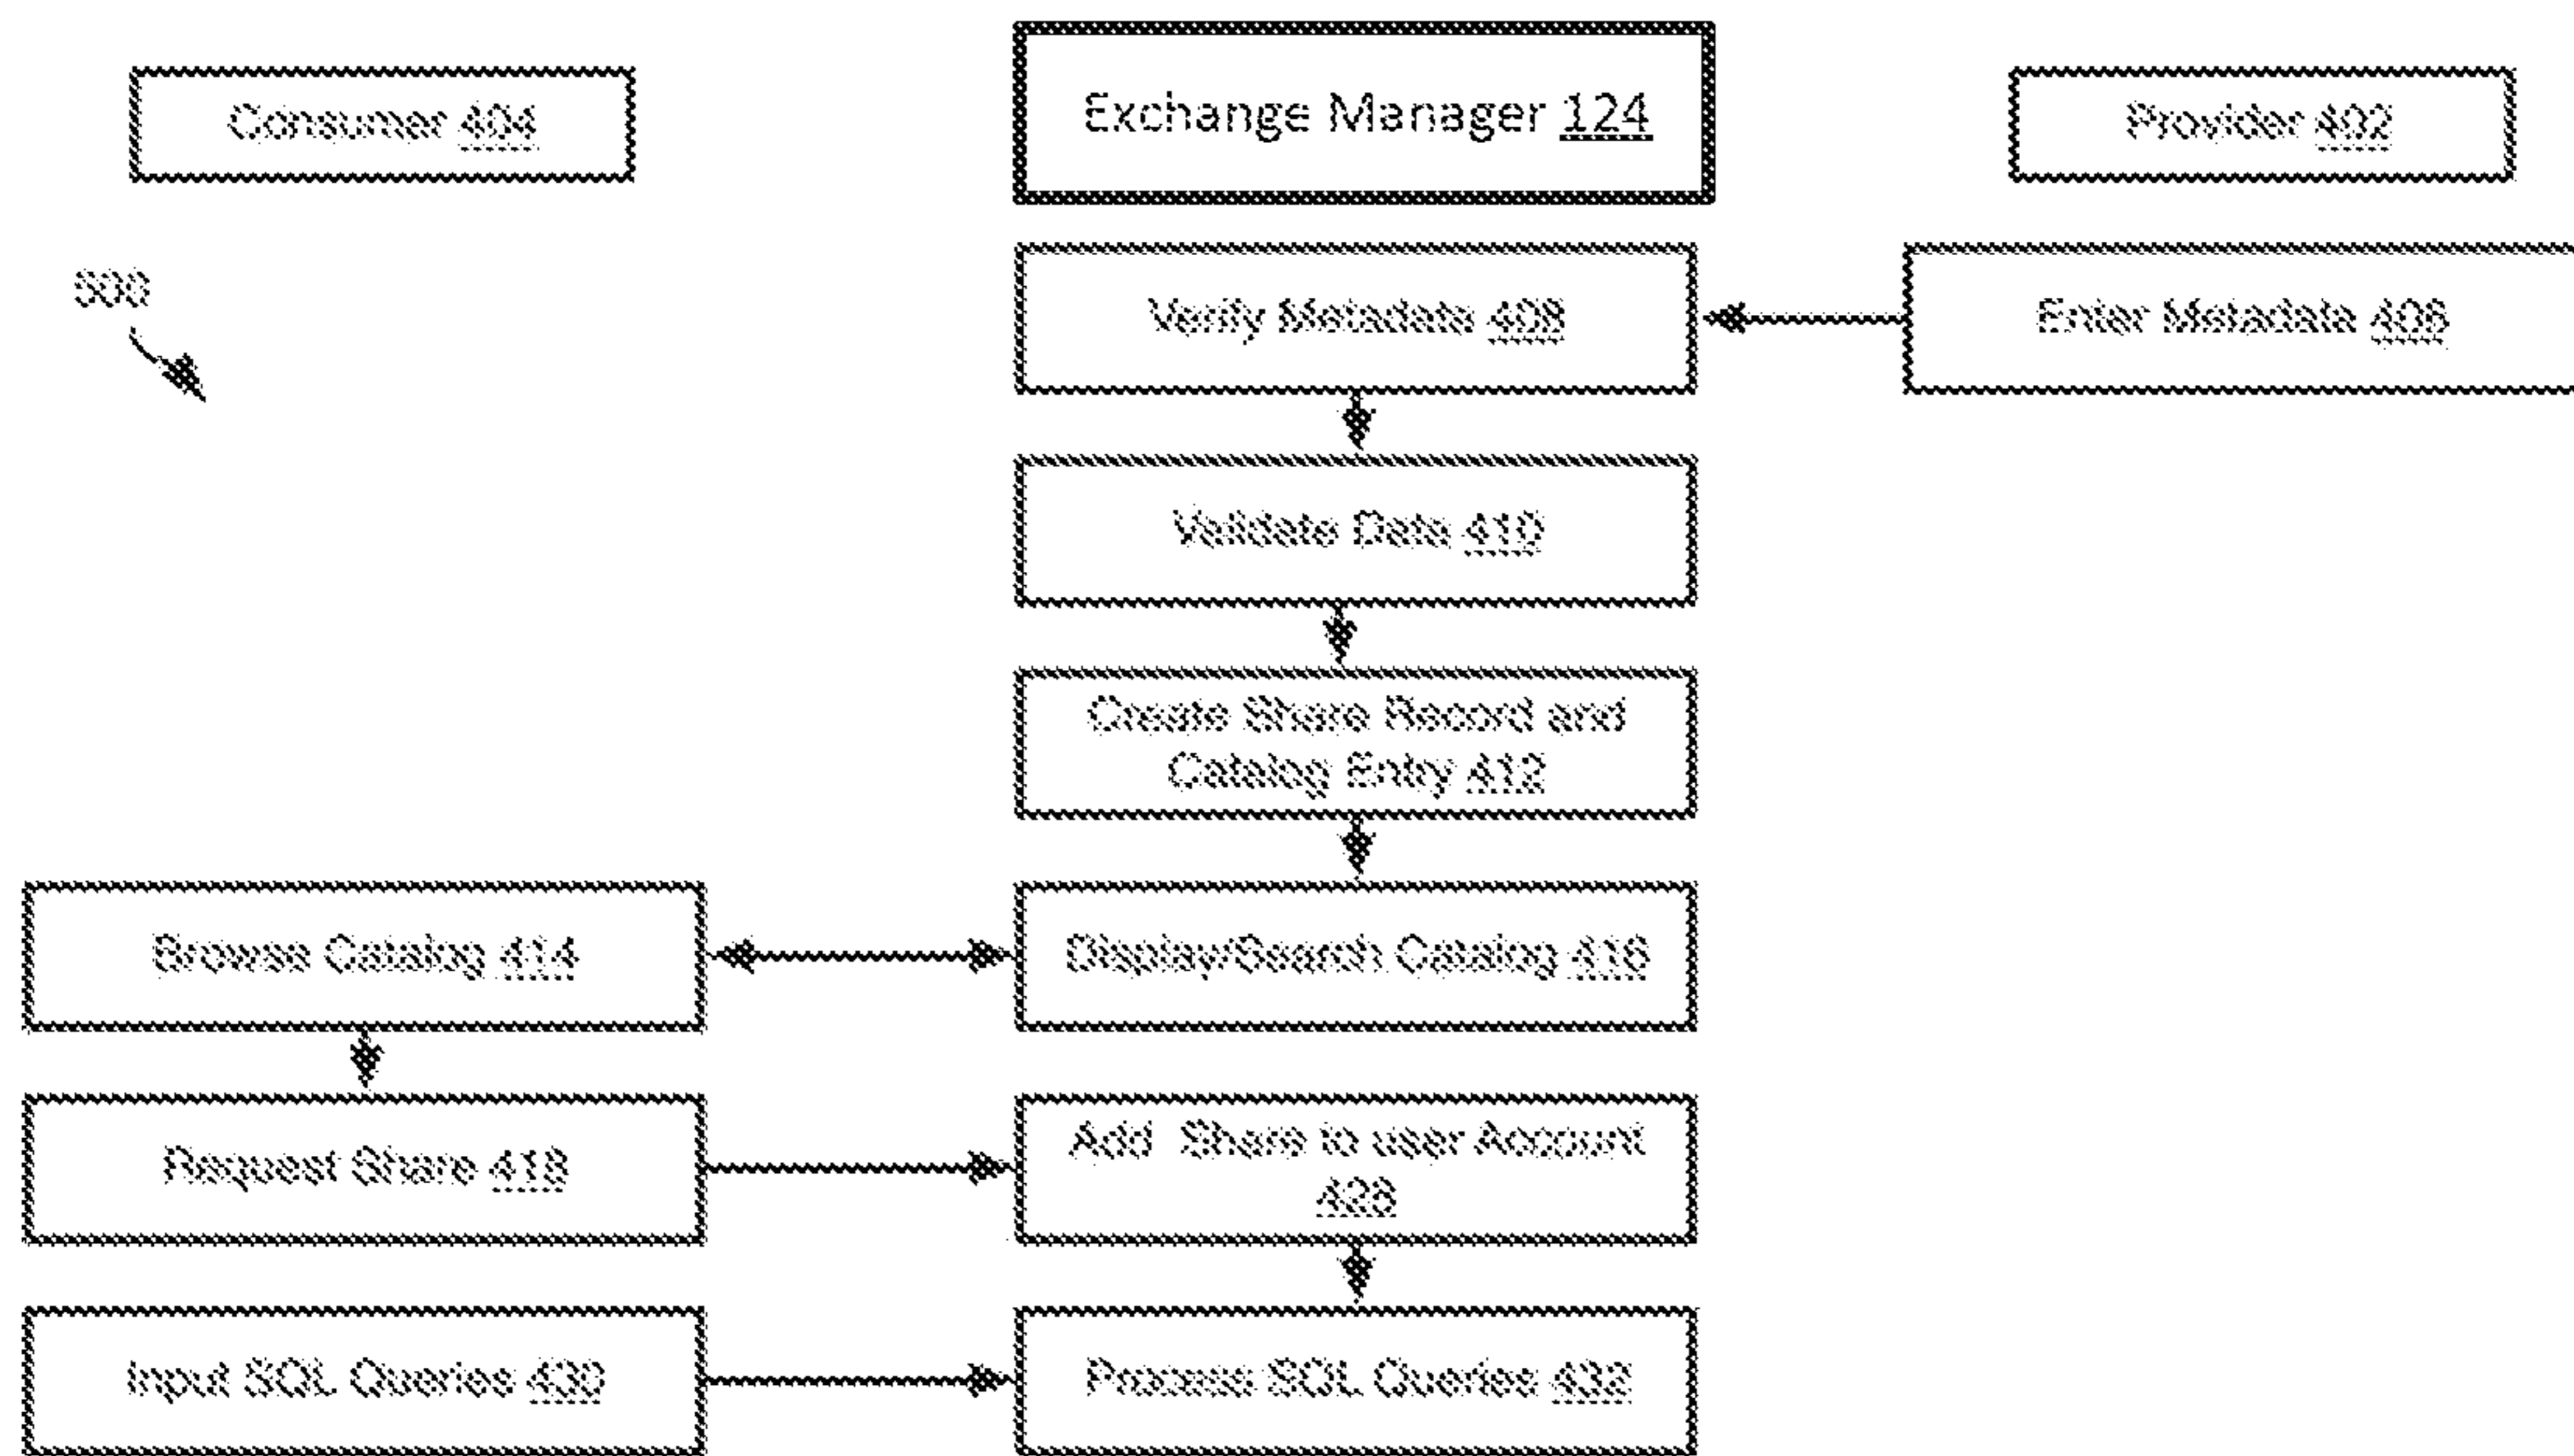 Consumer 404
Exchange Manager 124
Provider 402
500
Verify Metadata 408
Enter Metadata 406
Validate Data 410
Create Share Record and
Catalog Entry 412
Browse Catalog 414
Display/Search Catalog 416
Request Share 418
Add Share to user Account
428
Input SQL Queries 430
Process SQL Queries 432